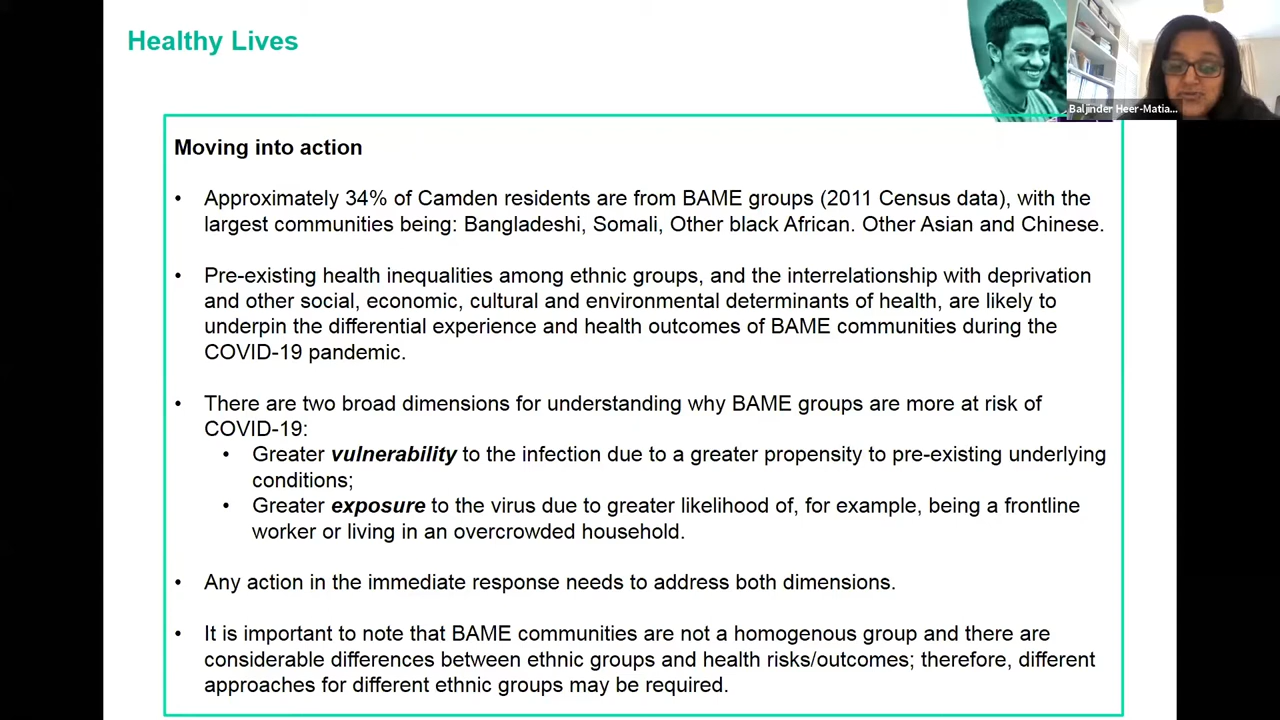 Healthy Lives
Baljinder Heer-Matia...
Moving into action
• Approximately 34% of Camden residents are from BAME groups (2011 Census data), with the
largest communities being: Bangladeshi, Somali, Other black African. Other Asian and Chinese.
• Pre-existing health inequalities among ethnic groups, and the interrelationship with deprivation
and other social, economic, cultural and environmental determinants of health, are likely to
underpin the differential experience and health outcomes of BAME communities during the
COVID-19 pandemic.
• There are two broad dimensions for understanding why BAME groups are more at risk of
COVID-19:
• Greater vulnerability to the infection due to a greater propensity to pre-existing underlying
conditions;
• Greater exposure to the virus due to greater likelihood of, for example, being a frontline
worker or living in an overcrowded household.
• Any action in the immediate response needs to address both dimensions.
• It is important to note that BAME communities are not a homogenous group and there are
considerable differences between ethnic groups and health risks/outcomes; therefore, different
approaches for different ethnic groups may be required.